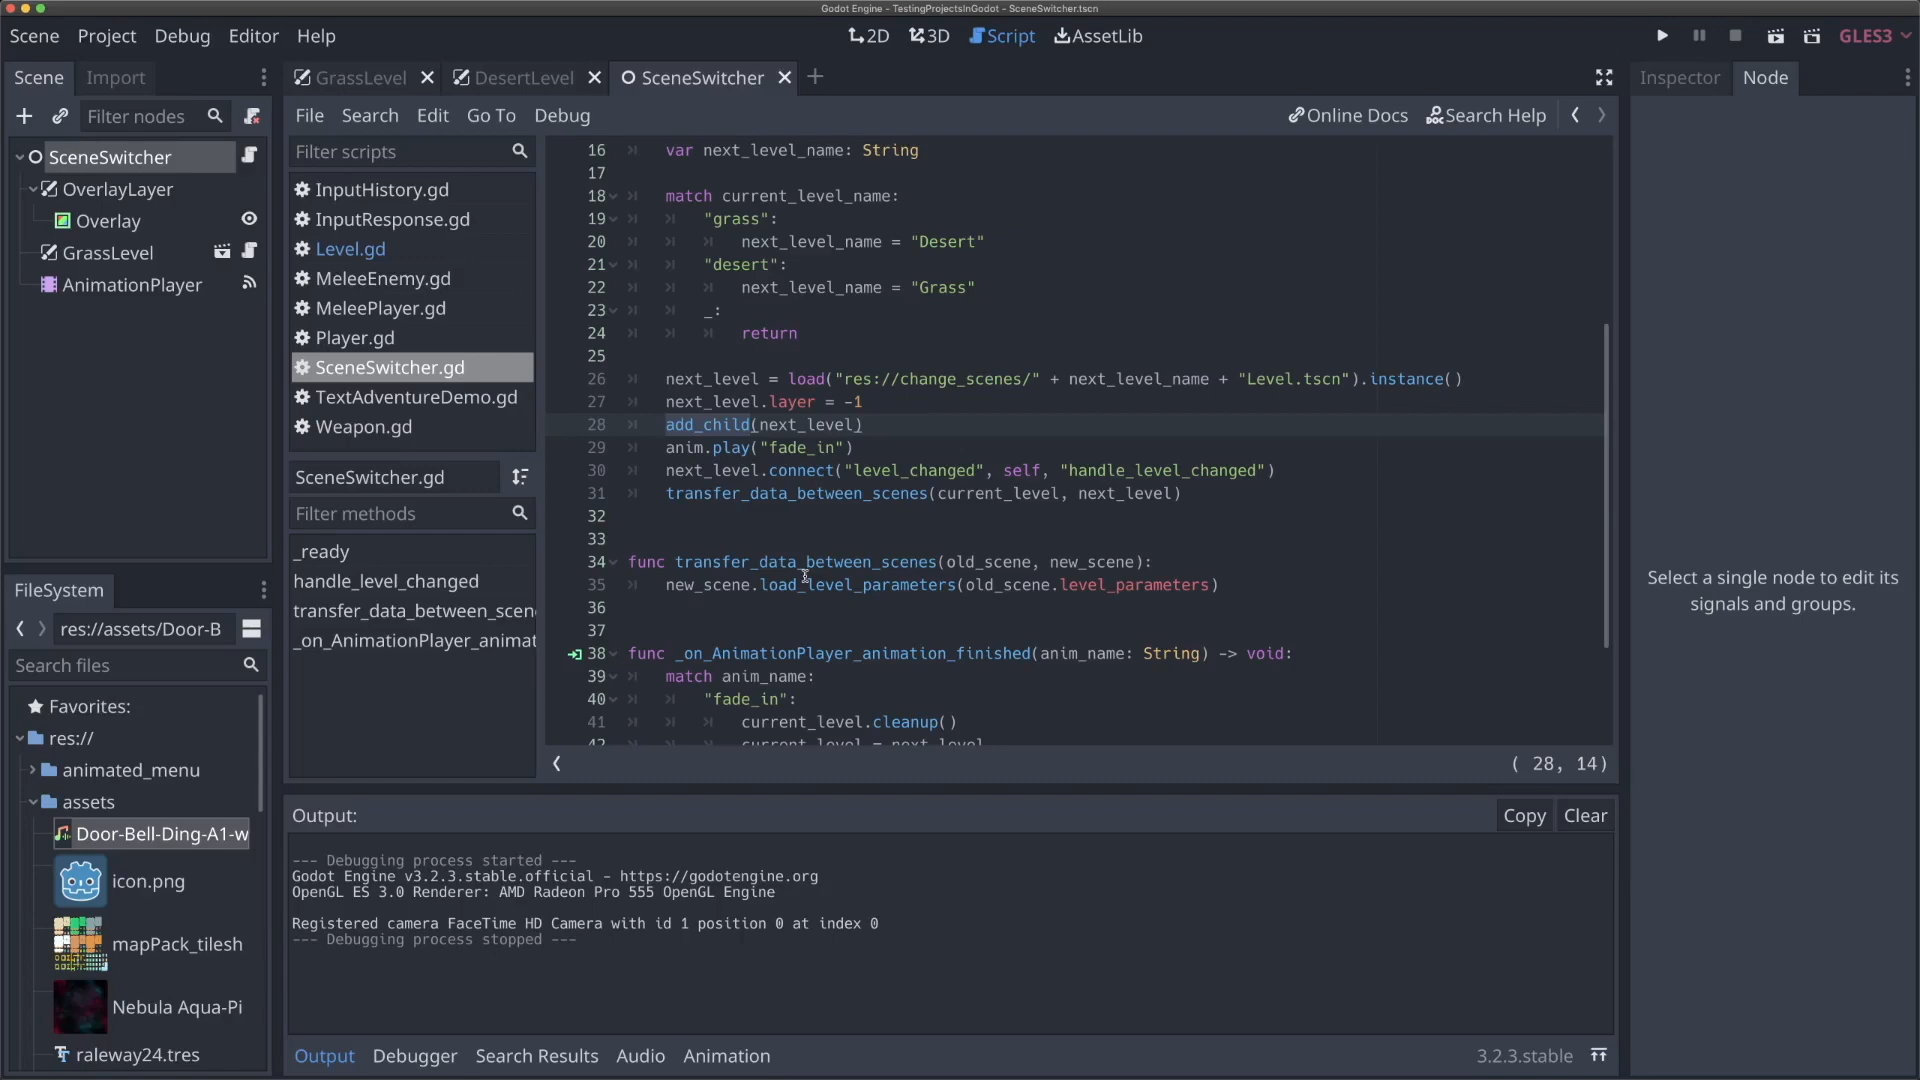 Godot Engine - TestingProjectsInGodot - SceneSwitcher.tscn
Scene Project Debug Editor Help
2D 3D Script AssetLib
GLES3
Scene Import
GrassLevel DesertLevel SceneSwitcher
Inspector Node
Filter nodes
File Search Edit Go To Debug
Online Docs Search Help
SceneSwitcher
OverlayLayer
Overlay
GrassLevel
AnimationPlayer
Filter scripts
InputHistory.gd
InputResponse.gd
Level.gd
MeleeEnemy.gd
MeleePlayer.gd
Player.gd
SceneSwitcher.gd
TextAdventureDemo.gd
Weapon.gd
SceneSwitcher.gd
Filter methods
_ready
handle_level_changed
transfer_data_between_scen
_on_AnimationPlayer_animat
16 var next_level_name: String
17
18 match current_level_name:
19 "grass":
20 next_level_name = "Desert"
21 "desert":
22 next_level_name = "Grass"
23 _:
24 return
25
26 next_level = load("res://change_scenes/" + next_level_name + "Level.tscn").instance()
27 next_level.layer = -1
28 add_child(next_level)
29 anim.play("fade_in")
30 next_level.connect("level_changed", self, "handle_level_changed")
31 transfer_data_between_scenes(current_level, next_level)
32
33
34 func transfer_data_between_scenes(old_scene, new_scene):
35 new_scene.load_level_parameters(old_scene.level_parameters)
36
37
38 func _on_AnimationPlayer_animation_finished(anim_name: String) -> void:
39 match anim_name:
40 "fade_in":
41 current_level.cleanup()
42 current_level = next_level
( 28, 14)
Select a single node to edit its
signals and groups.
FileSystem
res://assets/Door-B
Search files
Favorites:
res://
animated_menu
assets
Door-Bell-Ding-A1-w
icon.png
mapPack_tilesh
Nebula Aqua-Pi
raleway24.tres
Output:
Copy Clear
--- Debugging process started ---
Godot Engine v3.2.3.stable.official - https://godotengine.org
OpenGL ES 3.0 Renderer: AMD Radeon Pro 555 OpenGL Engine
Registered camera FaceTime HD Camera with id 1 position 0 at index 0
--- Debugging process stopped ---
Output Debugger Search Results Audio Animation
3.2.3.stable